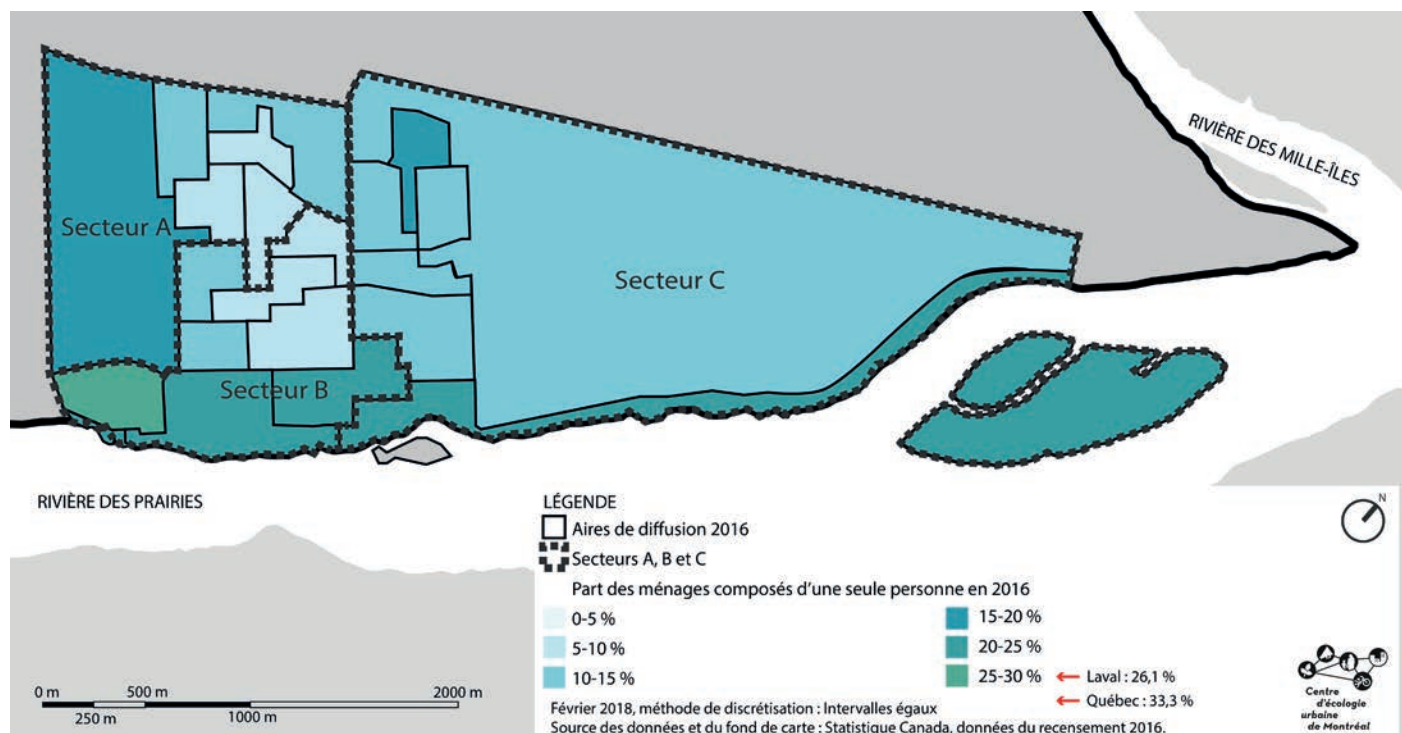 RIVIÈRE DES MILLE-ÎLES
Secteur A
Secteur C
Secteur B
RIVIÈRE DES PRAIRIES
LÉGENDE
N
Aires de diffusion 2016
Secteurs A, B et C
Part des ménages composés d'une seule personne en 2016
0-5 %
15-20 %
5-10 %
20-25 %
10-15 %
25-30 %
← Laval : 26,1 %
← Québec : 33,3 %
0 m 500 m 2000 m
250 m 1000 m
Février 2018, méthode de discrétisation : Intervalles égaux
Source des données et du fond de carte : Statistique Canada, données du recensement 2016.
Centre
d'écologie
urbaine
de Montréal